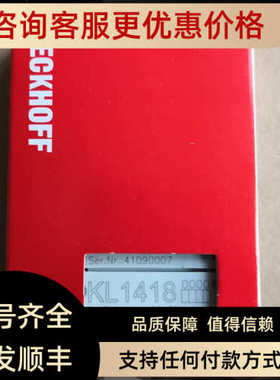 咨询客服更优惠价格
ECKHOFF
Ser.Nr.:41090007
KL1418
号齐全
发顺丰
品质保障 值得信赖
支持任何付款方式